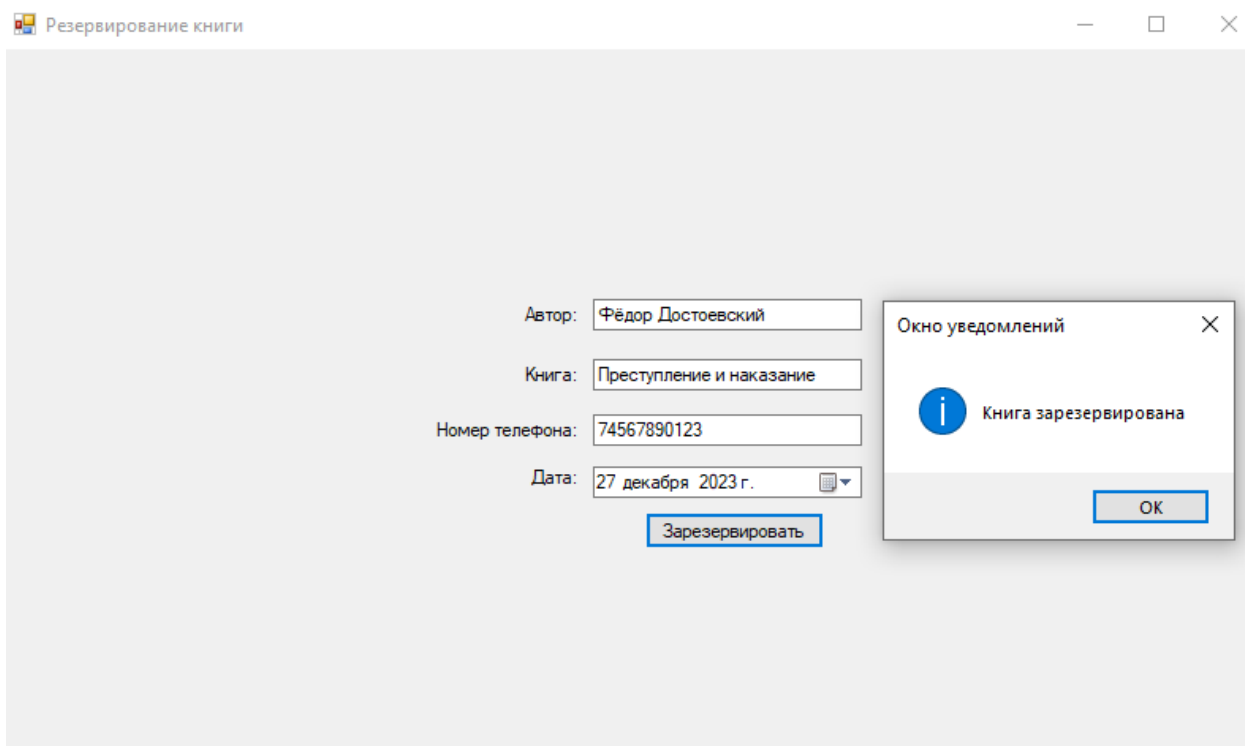 Резервирование книги
Автор: Фёдор Достоевский
Книга: Преступление и наказание
Номер телефона: 74567890123
Дата: 27 декабря 2023 г.
Зарезервировать
Окно уведомлений
Книга зарезервирована
OK